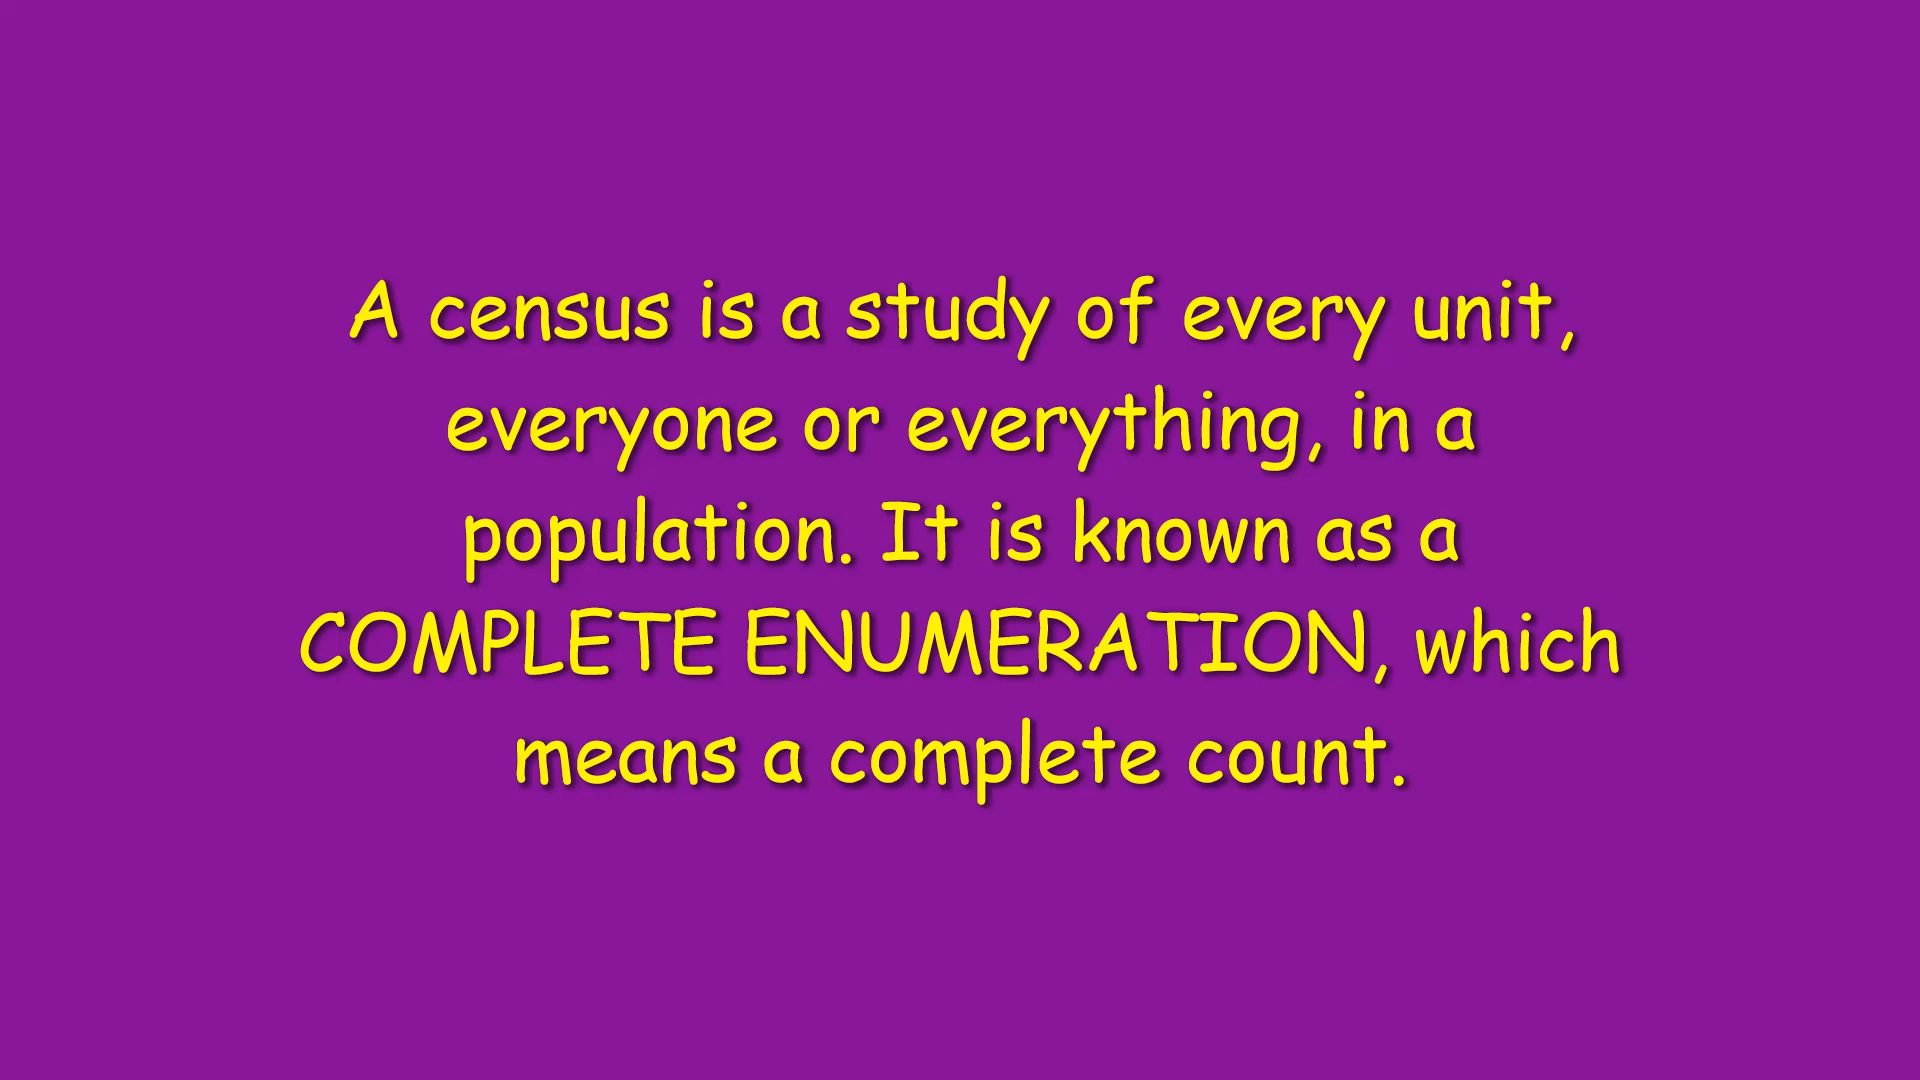 A census is a study of every unit,
everyone or everything, in a
population. It is known as a
COMPLETE ENUMERATION, which
means a complete count.